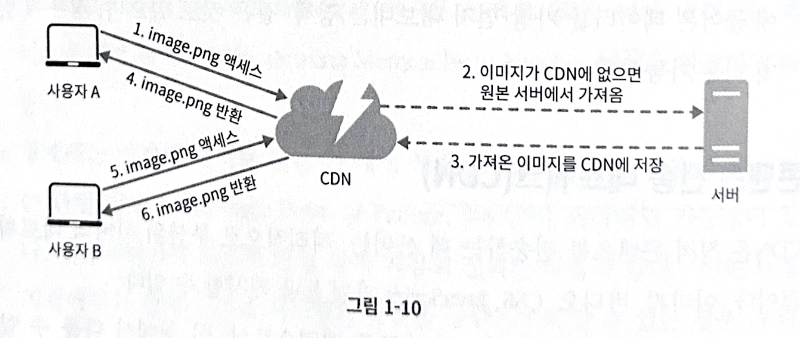 1. image.png 액세스
4. image.png 반환
사용자 A
2. 이미지가 CDN에 없으면
원본 서버에서 가져옴
3. 가져온 이미지를 CDN에 저장
CDN
서버
5. image.png 액세스
6. image.png 반환
사용자 B
그림 1-10